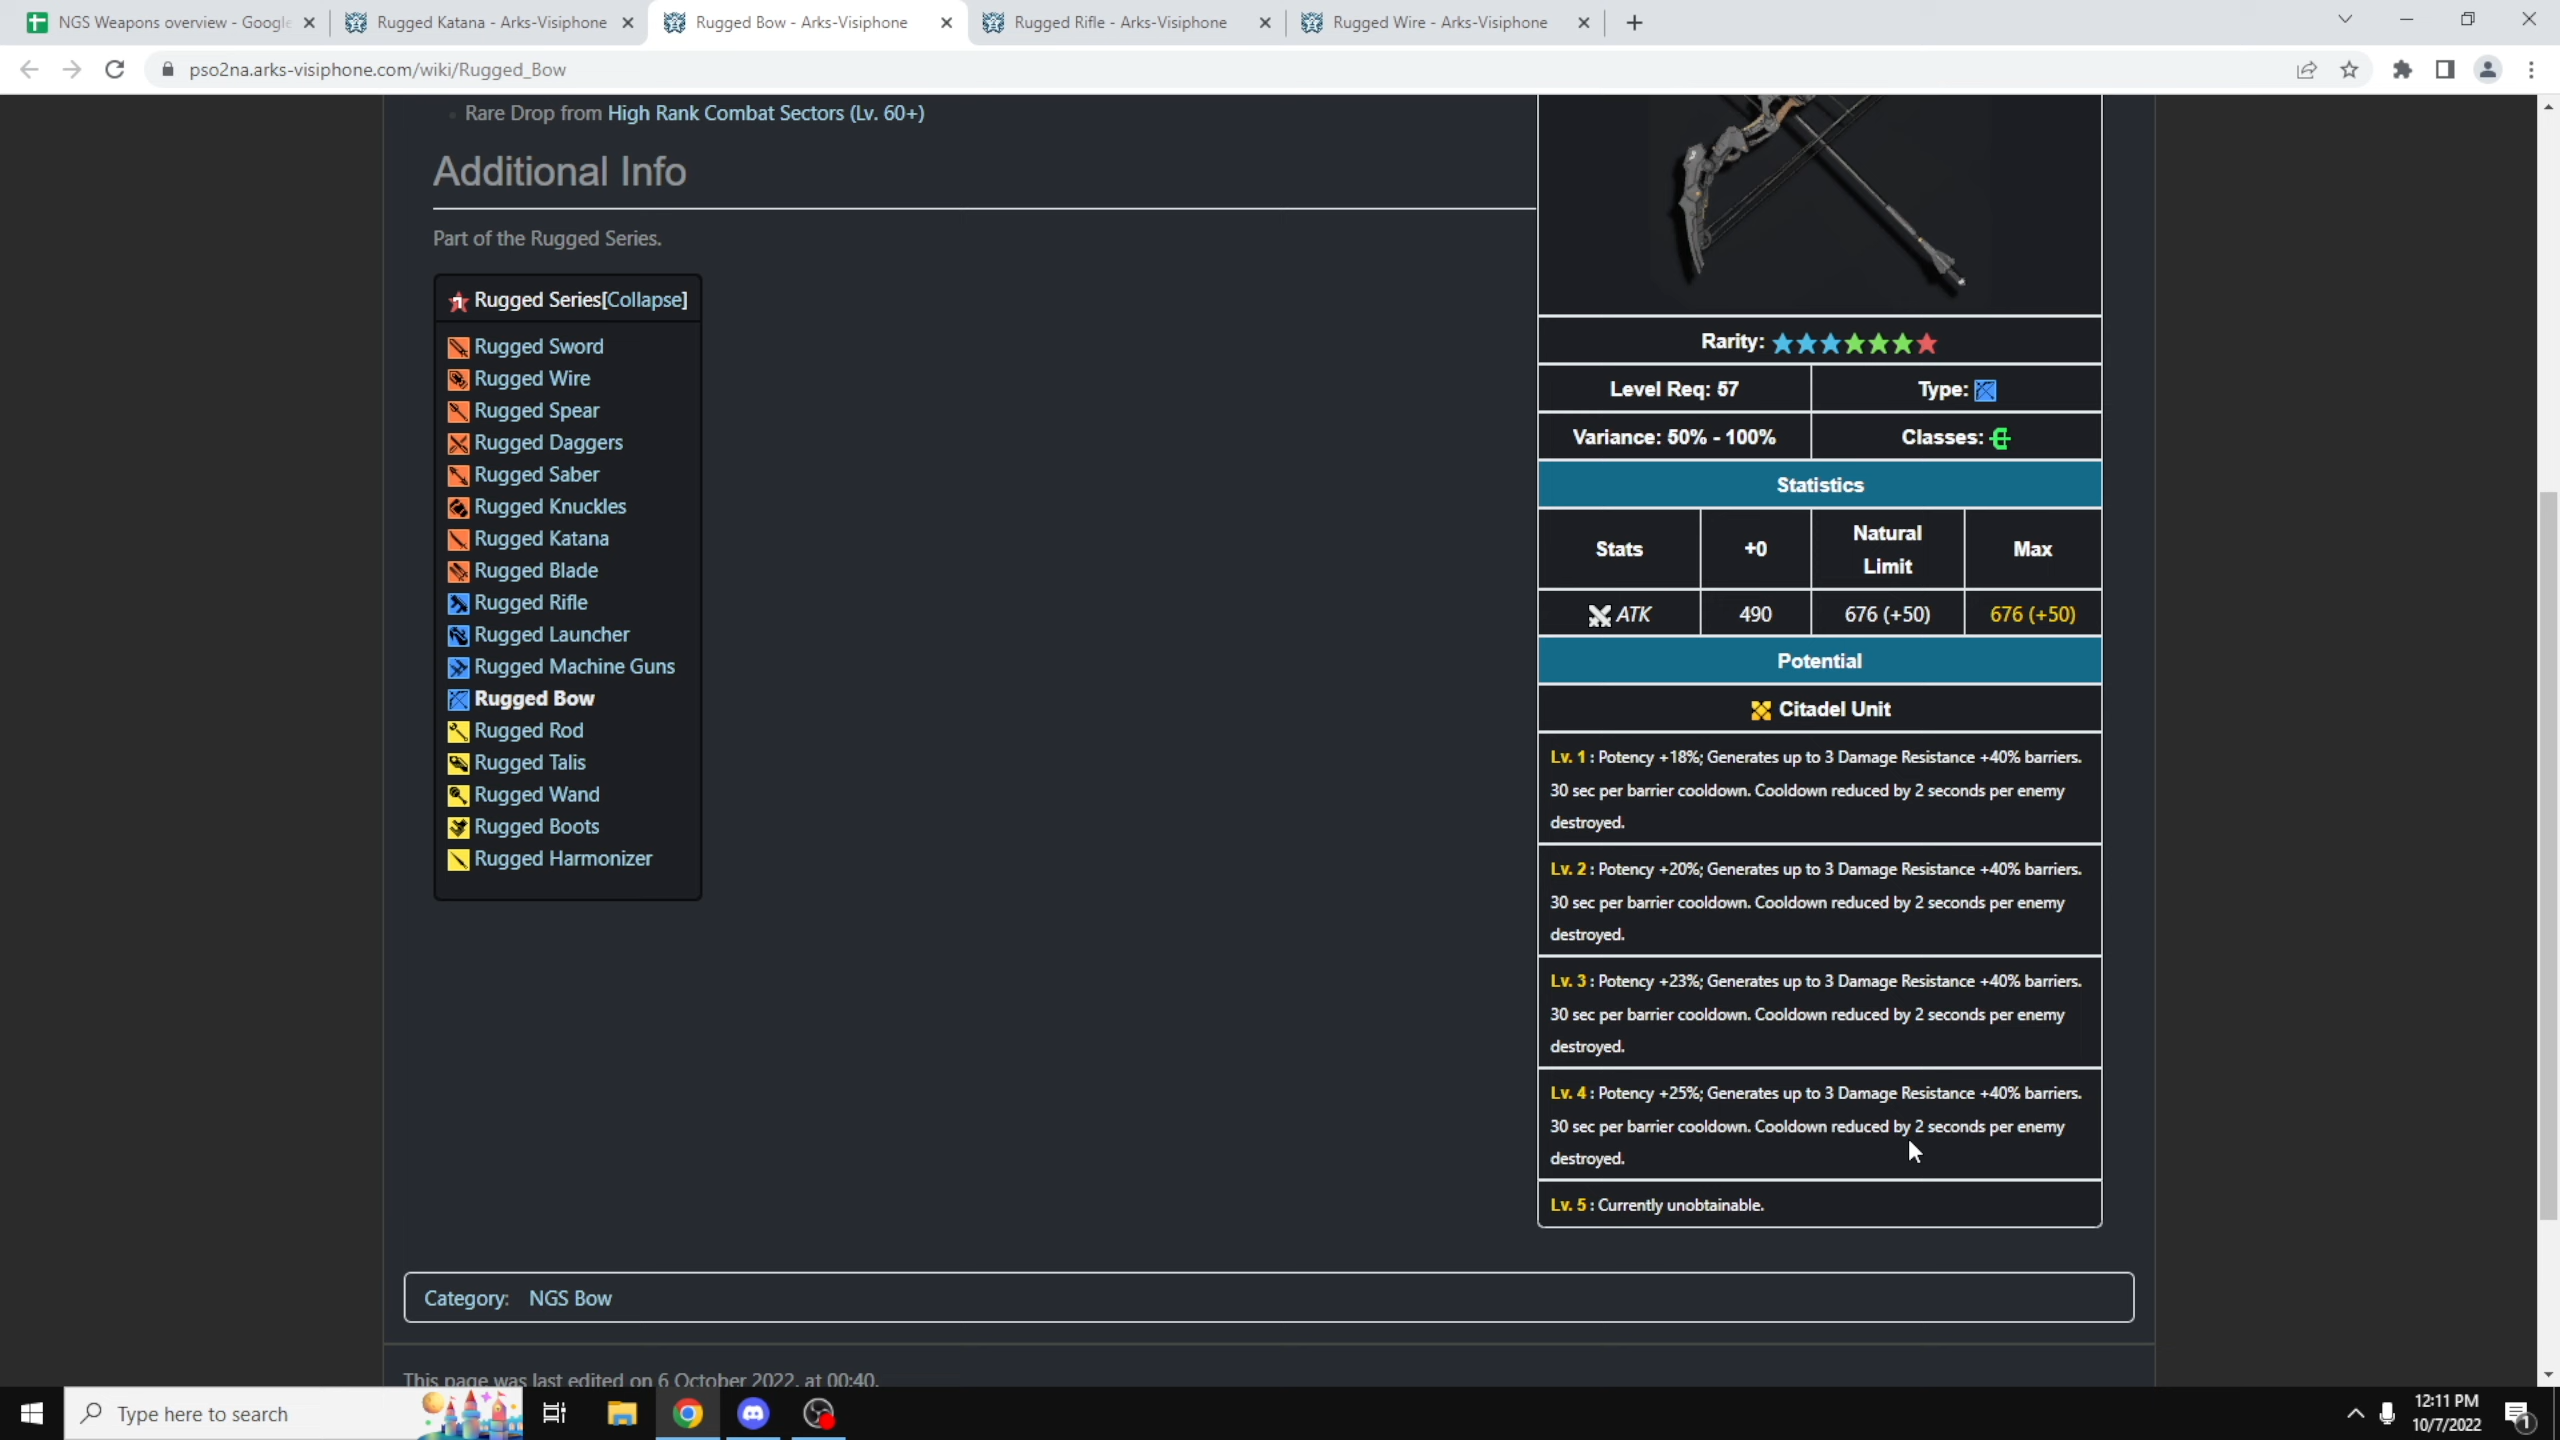 NGS Weapons overview - Google
Rugged Katana - Arks-Visiphone
Rugged Bow - Arks-Visiphone
Rugged Rifle - Arks-Visiphone
Rugged Wire - Arks-Visiphone
pso2na.arks-visiphone.com/wiki/Rugged_Bow
Rare Drop from High Rank Combat Sectors (Lv. 60+)
Additional Info
Part of the Rugged Series.
1 Rugged Series[Collapse]
Rugged Sword
Rugged Wire
Rugged Spear
Rugged Daggers
Rugged Saber
Rugged Knuckles
Rugged Katana
Rugged Blade
Rugged Rifle
Rugged Launcher
Rugged Machine Guns
Rugged Bow
Rugged Rod
Rugged Talis
Rugged Wand
Rugged Boots
Rugged Harmonizer
Rarity:
Level Req: 57 Type:
Variance: 50% - 100% Classes:
Statistics
Stats +0 Natural Limit Max
ATK 490 676 (+50) 676 (+50)
Potential
Citadel Unit
Lv. 1 : Potency +18%; Generates up to 3 Damage Resistance +40% barriers.
30 sec per barrier cooldown. Cooldown reduced by 2 seconds per enemy
destroyed.
Lv. 2 : Potency +20%; Generates up to 3 Damage Resistance +40% barriers.
30 sec per barrier cooldown. Cooldown reduced by 2 seconds per enemy
destroyed.
Lv. 3 : Potency +23%; Generates up to 3 Damage Resistance +40% barriers.
30 sec per barrier cooldown. Cooldown reduced by 2 seconds per enemy
destroyed.
Lv. 4 : Potency +25%; Generates up to 3 Damage Resistance +40% barriers.
30 sec per barrier cooldown. Cooldown reduced by 2 seconds per enemy
destroyed.
Lv. 5 : Currently unobtainable.
Category: NGS Bow
This page was last edited on 6 October 2022, at 00:40.
Type here to search
12:11 PM
10/7/2022
1